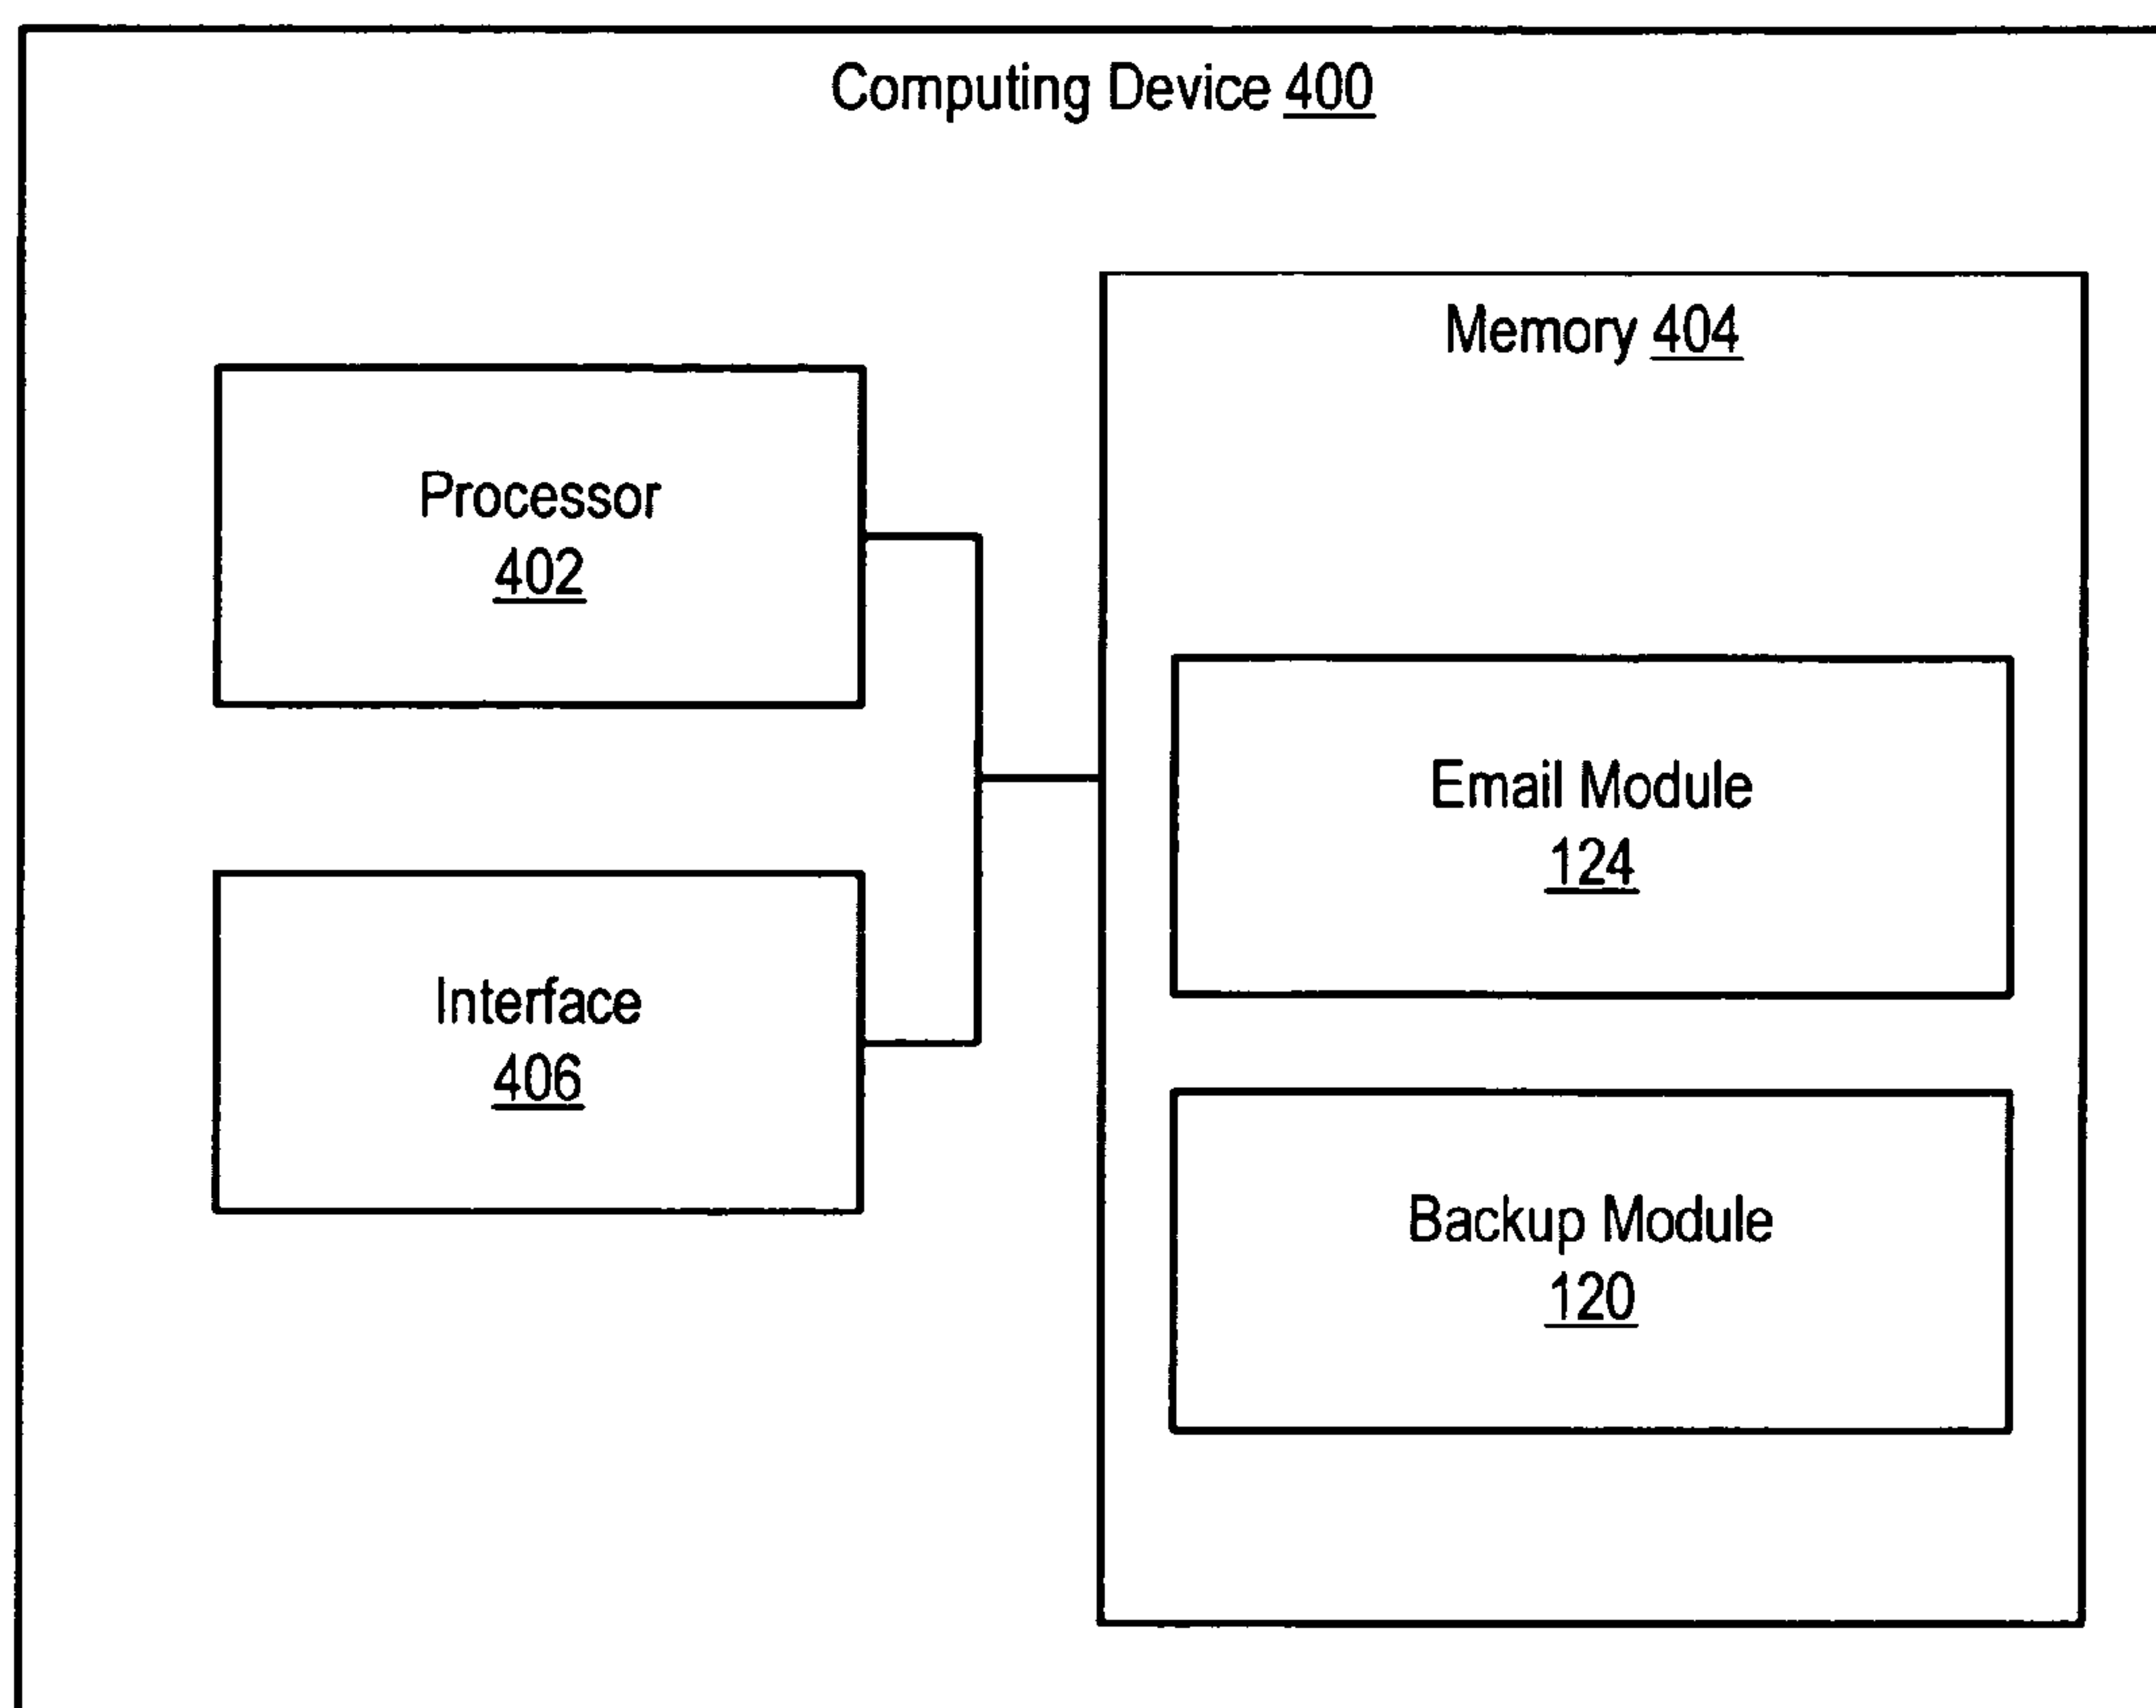 Computing Device 400
Memory 404
Processor
402
Email Module
124
Interface
406
Backup Module
120